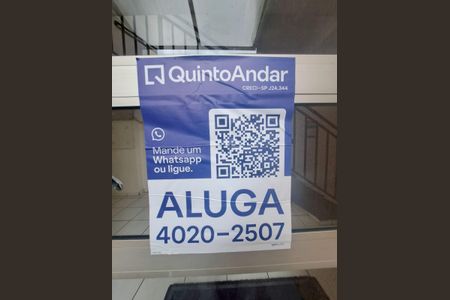 QuintoAndar
CRECI-SP J24.344
Mande um
Whatsapp
ou ligue.
ALUGA
4020-2507